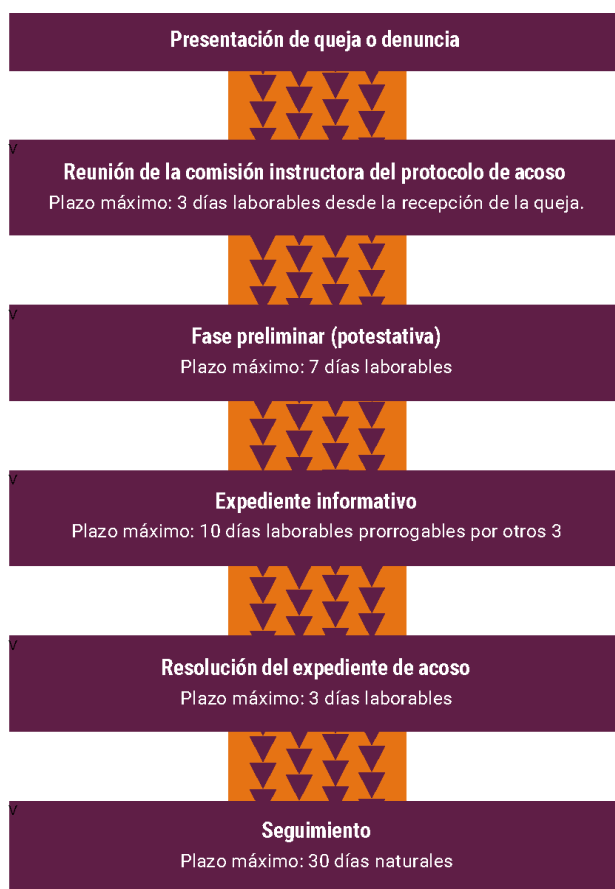 Presentación de queja o denuncia
V
Reunión de la comisión instructora del protocolo de acoso
Plazo máximo: 3 días laborables desde la recepción de la queja.
V
Fase preliminar (potestativa)
Plazo máximo: 7 días laborables
V
Expediente informativo
Plazo máximo: 10 días laborables prorrogables por otros 3
V
Resolución del expediente de acoso
Plazo máximo: 3 días laborables
V
Seguimiento
Plazo máximo: 30 días naturales